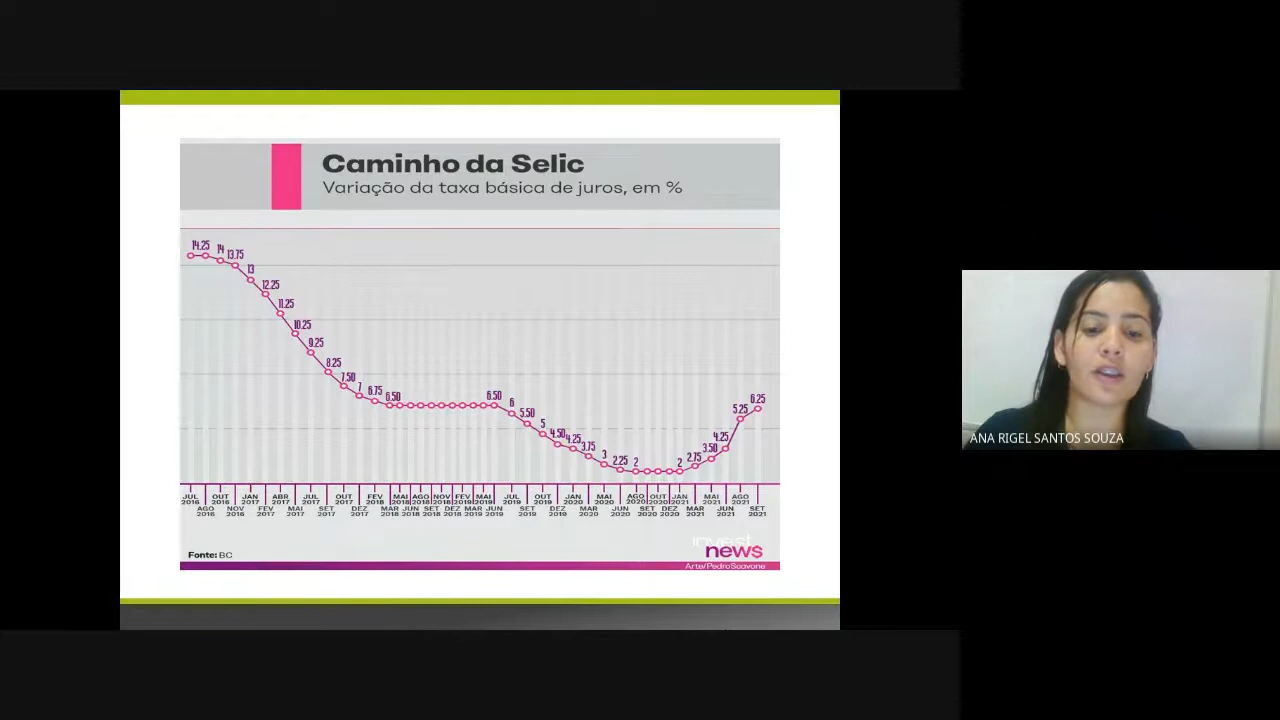 Caminho da Selic
Variação da taxa básica de juros, em %
14.25 14 13.75
13
12.25
11.25
10.25
9.25
8.25
7.50
7 6.75 6.50
6.50 6
5.50
5
4.50 4.25 3.75
3
2.25 2
2 2.75 3.50
4.25
5.25 6.25
JUL 2016 OUT 2016 JAN 2017 ABR 2017 JUL 2017 OUT 2017 FEV 2018 MAI 2018 AGO 2018 NOV 2018 FEV 2019 MAI 2019 JUL 2019 OUT 2019 JAN 2020 MAI 2020 AGO 2020 OUT 2020 JAN 2021 MAI 2021 AGO 2021
AGO 2016 NOV 2016 FEV 2017 MAI 2017 SET 2017 DEZ 2017 MAR 2018 JUN 2018 SET 2018 DEZ 2018 MAR 2019 JUN 2019 SET 2019 DEZ 2019 MAR 2020 JUN 2020 SET 2020 DEZ 2020 MAR 2021 JUN 2021 SET 2021
Fonte: BC
invest
news
Arte/Pedro Scavone
ANA RIGEL SANTOS SOUZA